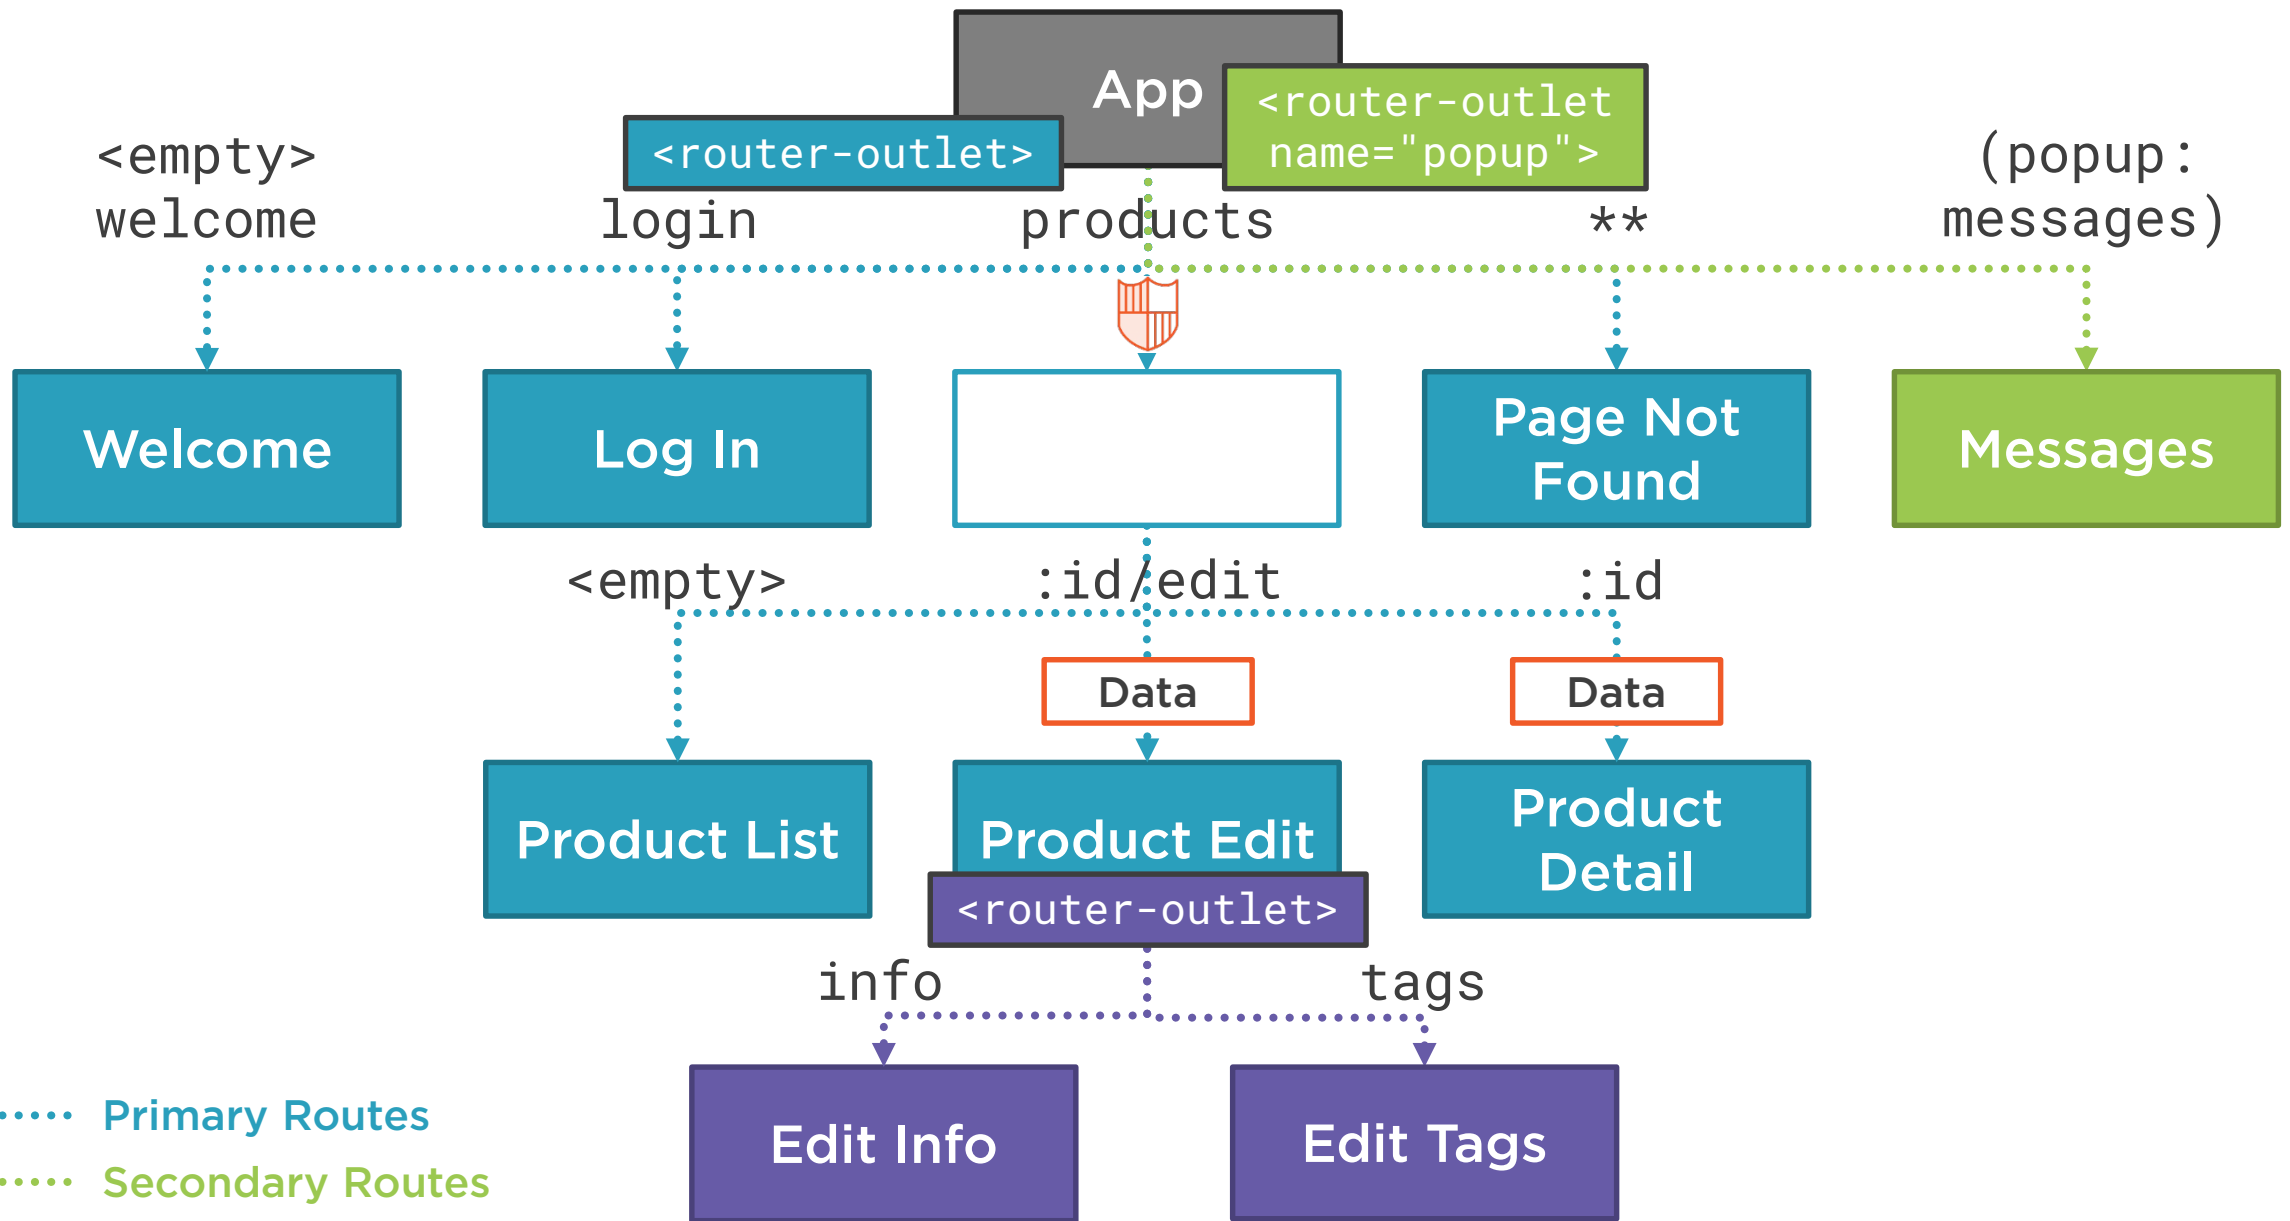 App
<router-outlet>
<router-outlet
name="popup">
<empty>
welcome
login
products
**
(popup:
messages)
Welcome
Log In
Page Not
Found
Messages
<empty>
:id/edit
:id
Data
Data
Product List
Product Edit
Product
Detail
<router-outlet>
info
tags
Edit Info
Edit Tags
Primary Routes
Secondary Routes